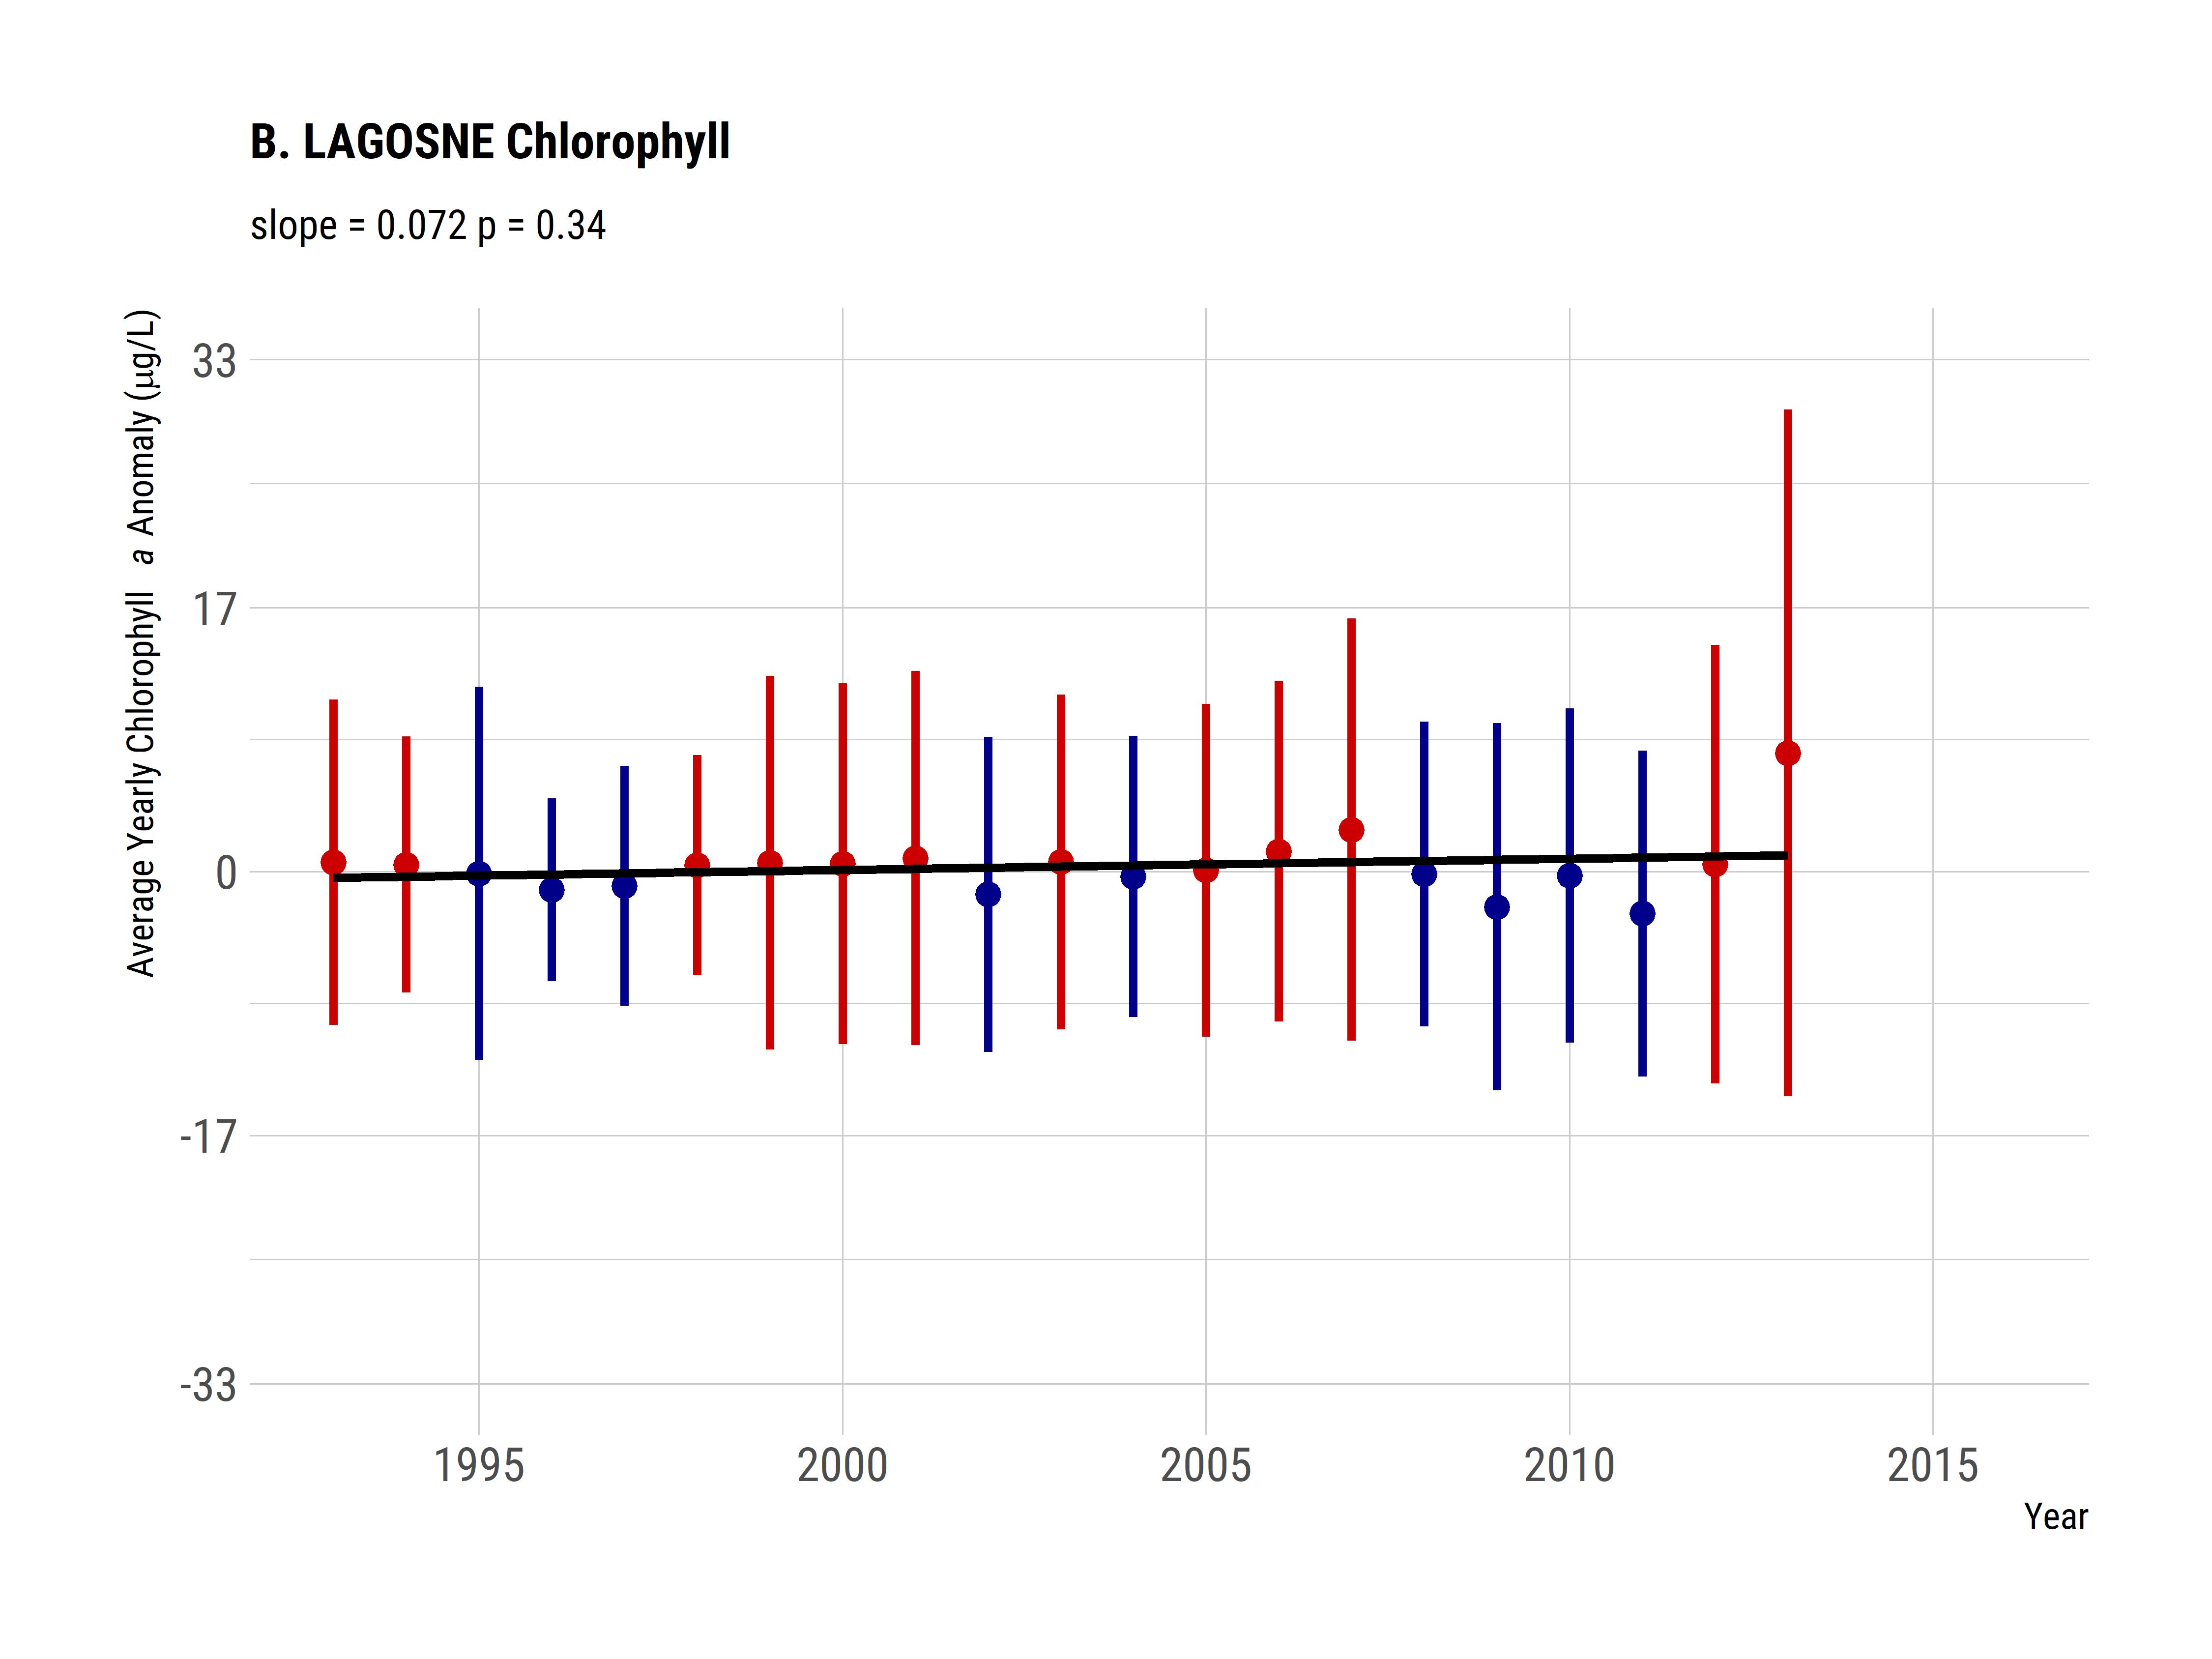 B. LAGOSNE Chlorophyll
slope = 0.072 p = 0.34
Average Yearly Chlorophyll a Anomaly (μg/L)
33
17
0
-17
-33
1995 2000 2005 2010 2015
Year